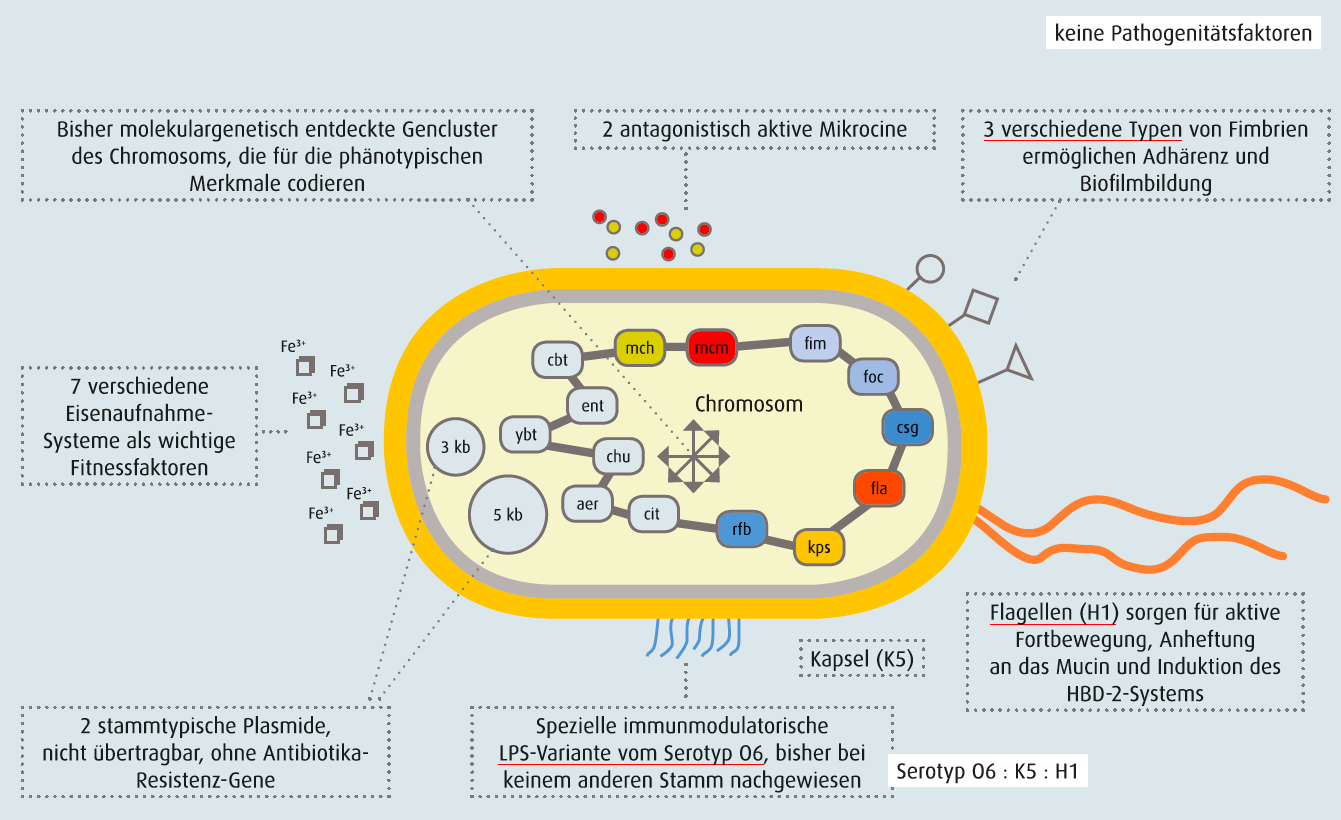 keine Pathogenitätsfaktoren
Bisher molekulargenetisch entdeckte Gencluster
des Chromosoms, die für die phänotypischen
Merkmale codieren
2 antagonistisch aktive Mikrocine
3 verschiedene Typen von Fimbrien
ermöglichen Adhärenz und
Biofilmbildung
7 verschiedene
Eisenaufnahme-
Systeme als wichtige
Fitnessfaktoren
Fe³⁺
Fe³⁺
Fe³⁺
Fe³⁺
Fe³⁺
Fe³⁺
Fe³⁺
cbt
mch
mcm
fim
foc
csg
fla
kps
rfb
cit
aer
chu
ybt
ent
Chromosom
3 kb
5 kb
Flagellen (H1) sorgen für aktive
Fortbewegung, Anheftung
an das Mucin und Induktion des
HBD-2-Systems
Kapsel (K5)
2 stammtypische Plasmide,
nicht übertragbar, ohne Antibiotika-
Resistenz-Gene
Spezielle immunmodulatorische
LPS-Variante vom Serotyp O6, bisher bei
keinem anderen Stamm nachgewiesen
Serotyp O6 : K5 : H1